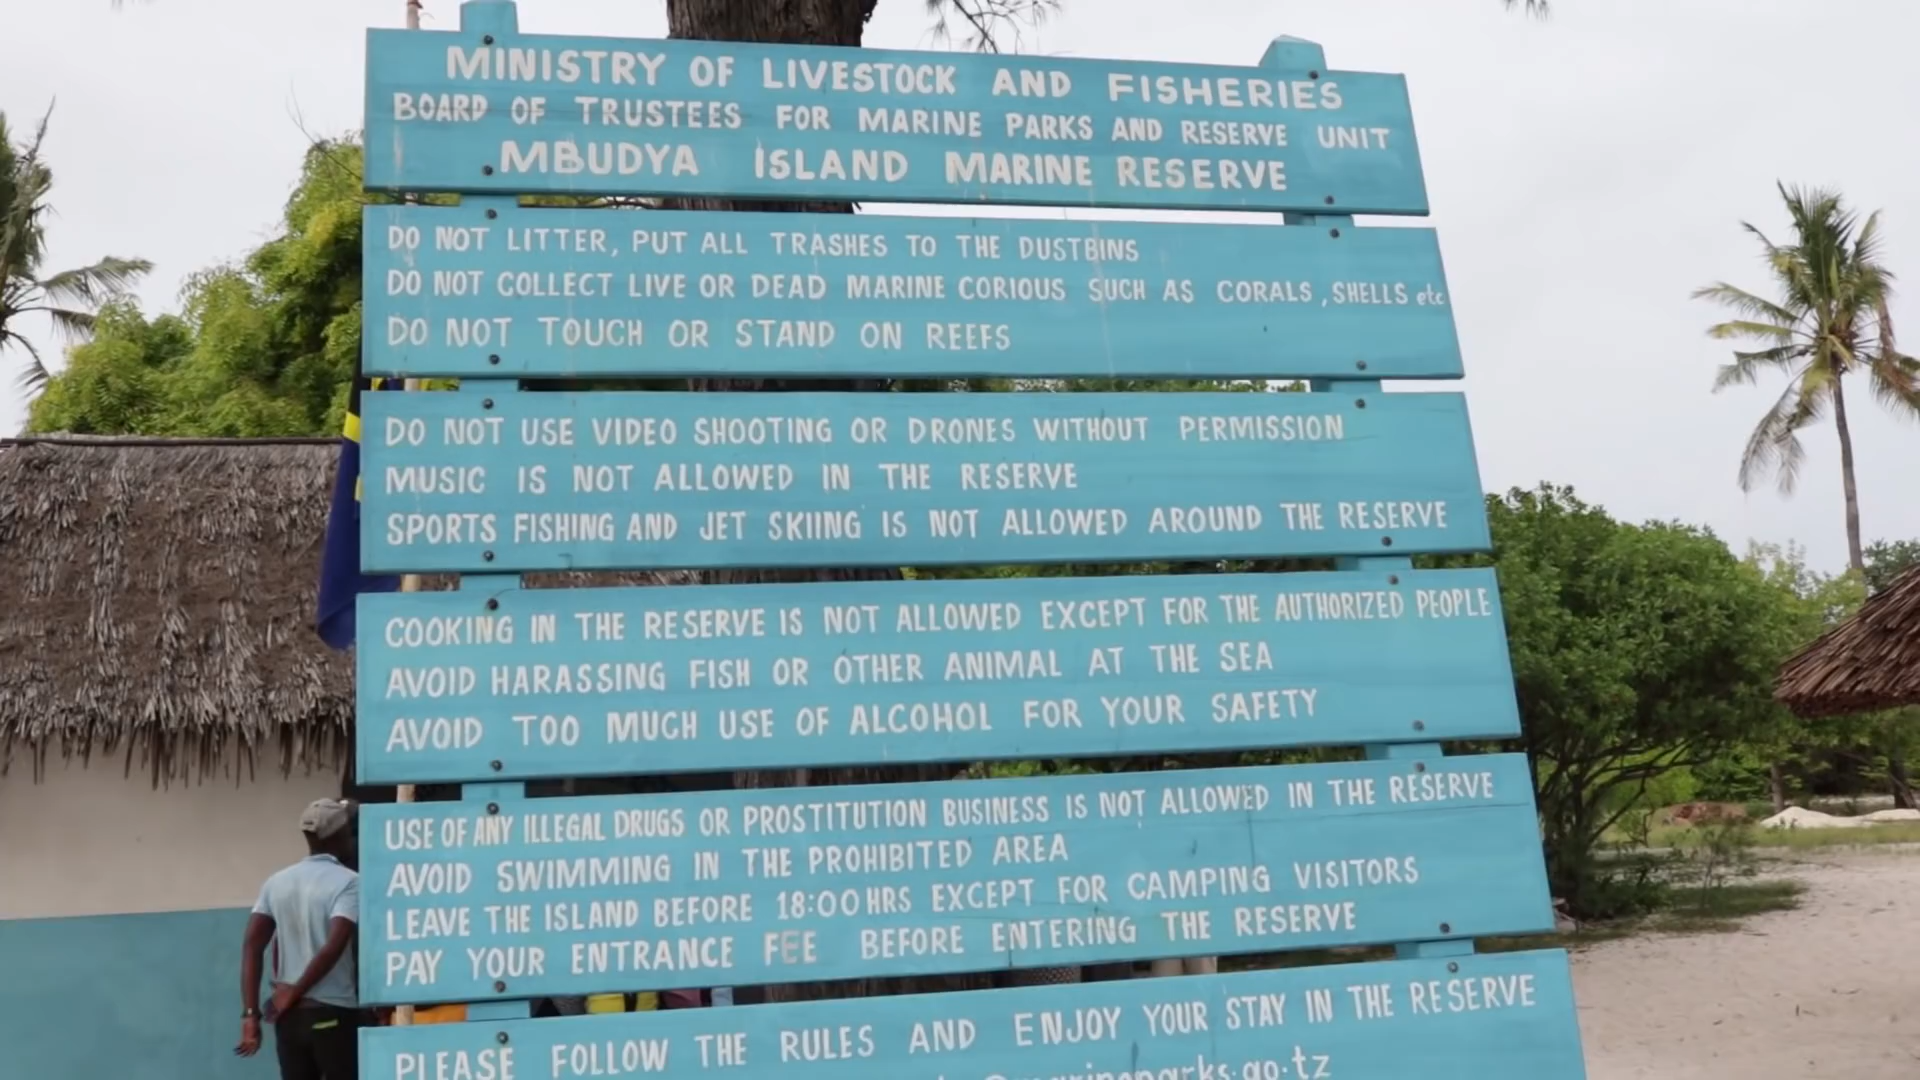 MINISTRY OF LIVESTOCK AND FISHERIES
BOARD OF TRUSTEES FOR MARINE PARKS AND RESERVE UNIT
MBUDYA ISLAND MARINE RESERVE
DO NOT LITTER, PUT ALL TRASHES TO THE DUSTBINS
DO NOT COLLECT LIVE OR DEAD MARINE CORIOUS SUCH AS CORALS, SHELLS etc
DO NOT TOUCH OR STAND ON REEFS
DO NOT USE VIDEO SHOOTING OR DRONES WITHOUT PERMISSION
MUSIC IS NOT ALLOWED IN THE RESERVE
SPORTS FISHING AND JET SKIING IS NOT ALLOWED AROUND THE RESERVE
COOKING IN THE RESERVE IS NOT ALLOWED EXCEPT FOR THE AUTHORIZED PEOPLE
AVOID HARASSING FISH OR OTHER ANIMAL AT THE SEA
AVOID TOO MUCH USE OF ALCOHOL FOR YOUR SAFETY
USE OF ANY ILLEGAL DRUGS OR PROSTITUTION BUSINESS IS NOT ALLOWED IN THE RESERVE
AVOID SWIMMING IN THE PROHIBITED AREA
LEAVE THE ISLAND BEFORE 18:00HRS EXCEPT FOR CAMPING VISITORS
PAY YOUR ENTRANCE FEE BEFORE ENTERING THE RESERVE
PLEASE FOLLOW THE RULES AND ENJOY YOUR STAY IN THE RESERVE
@marineparks.go.tz